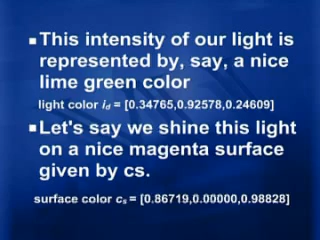 This intensity of our light is
represented by, say, a nice
lime green color
light color i_d = [0.34765,0.92578,0.24609]
Let's say we shine this light
on a nice magenta surface
given by cs.
surface color c_s = [0.86719,0.00000,0.98828]